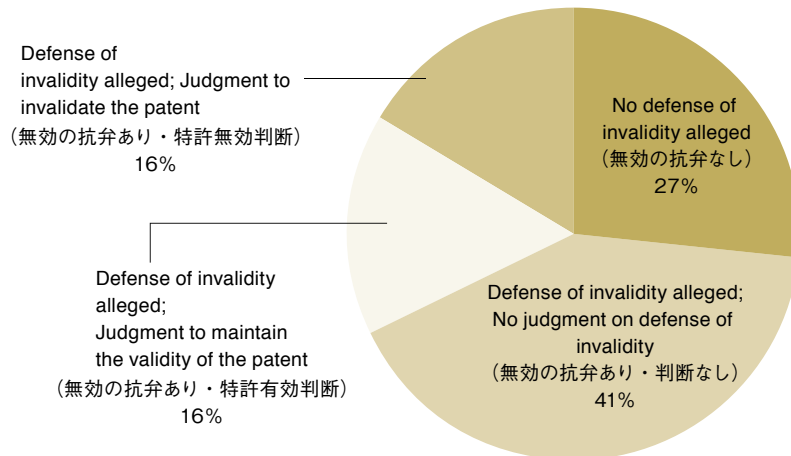 Defense of
invalidity alleged; Judgment to
invalidate the patent
（無効の抗弁あり・特許無効判断）
16%
No defense of
invalidity alleged
（無効の抗弁なし）
27%
Defense of invalidity
alleged;
Judgment to maintain
the validity of the patent
（無効の抗弁あり・特許有効判断）
16%
Defense of invalidity alleged;
No judgment on defense of
invalidity
（無効の抗弁あり・判断なし）
41%